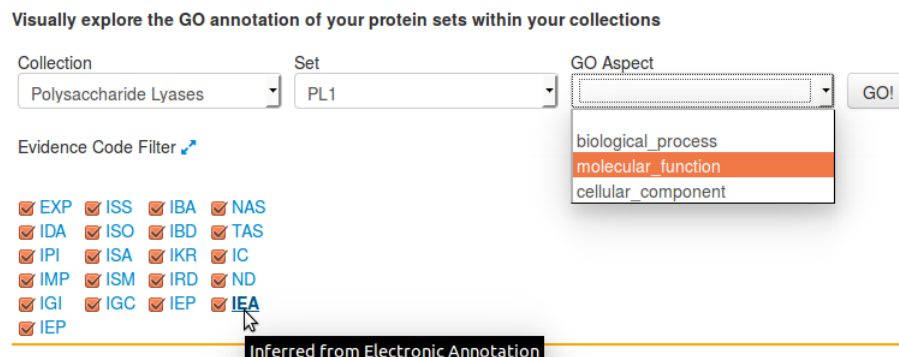 Visually explore the GO annotation of your protein sets within your collections
Collection Set GO Aspect
Polysaccharide Lyases PL1 GO!
biological_process
molecular_function
cellular_component
Evidence Code Filter
EXP ISS IBA NAS
IDA ISO IBD TAS
IPI ISA IKR IC
IMP ISM IRD ND
IGI IGC IEP IEA
IEP
Inferred from Electronic Annotation